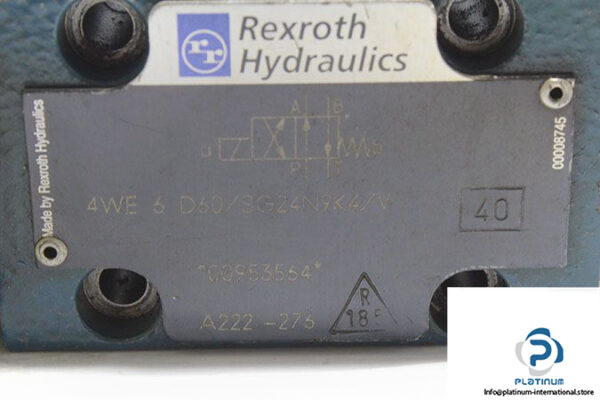 Rexroth
Hydraulics
Made by Rexroth Hydraulics
00008745
A B
a
b
P T
4WE 6 D60/SG24N9K4/V
40
*00953564*
A222-276
R
18
PLATINUM
Info@platinum-international.store